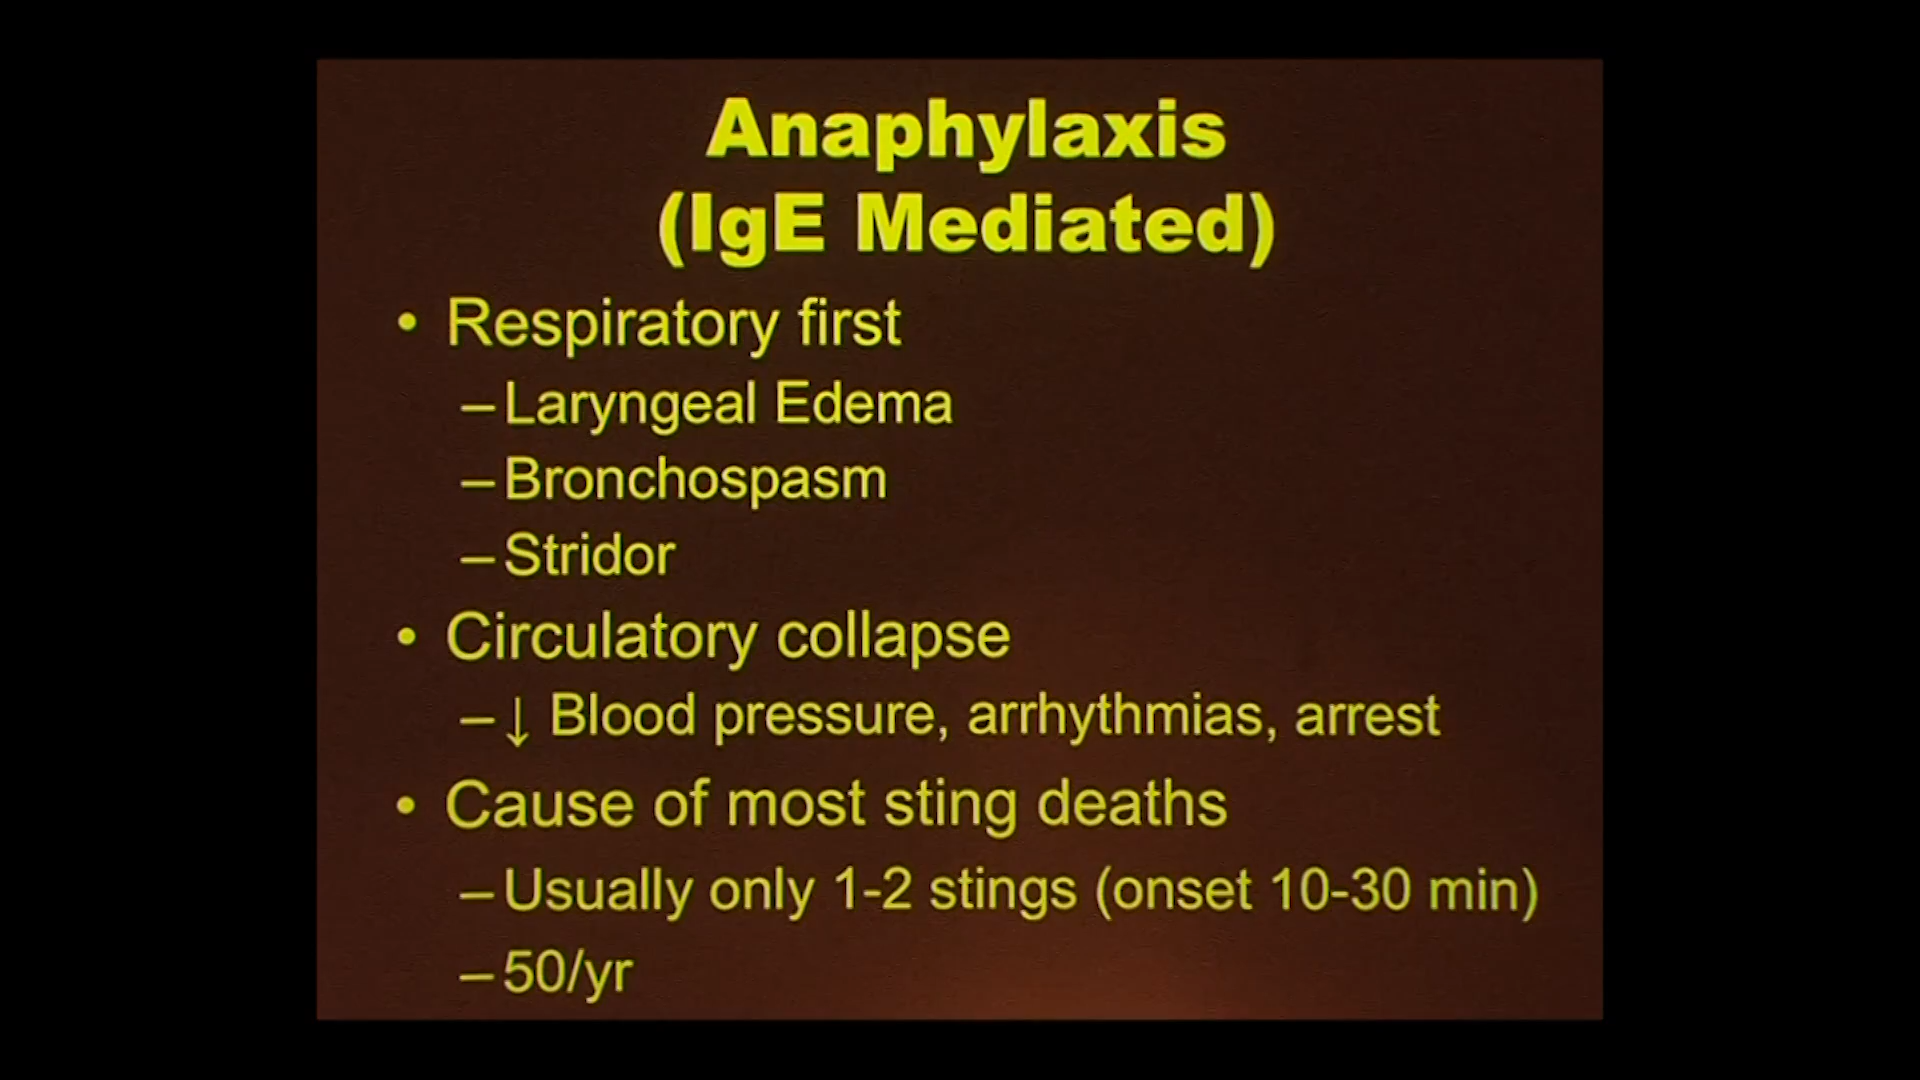 Anaphylaxis
(IgE Mediated)
• Respiratory first
– Laryngeal Edema
– Bronchospasm
– Stridor
• Circulatory collapse
– ↓ Blood pressure, arrhythmias, arrest
• Cause of most sting deaths
– Usually only 1-2 stings (onset 10-30 min)
– 50/yr